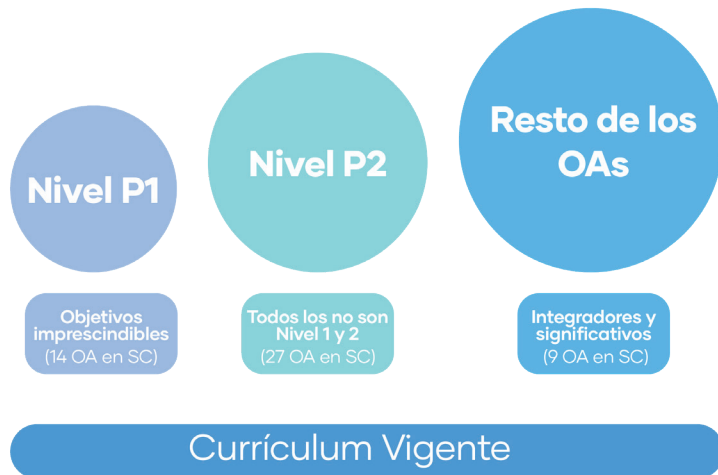 Nivel P1
Nivel P2
Resto de los
OAs
Objetivos
imprescindibles
(14 OA en SC)
Todos los no son
Nivel 1 y 2
(27 OA en SC)
Integradores y
significativos
(9 OA en SC)
Currículum Vigente